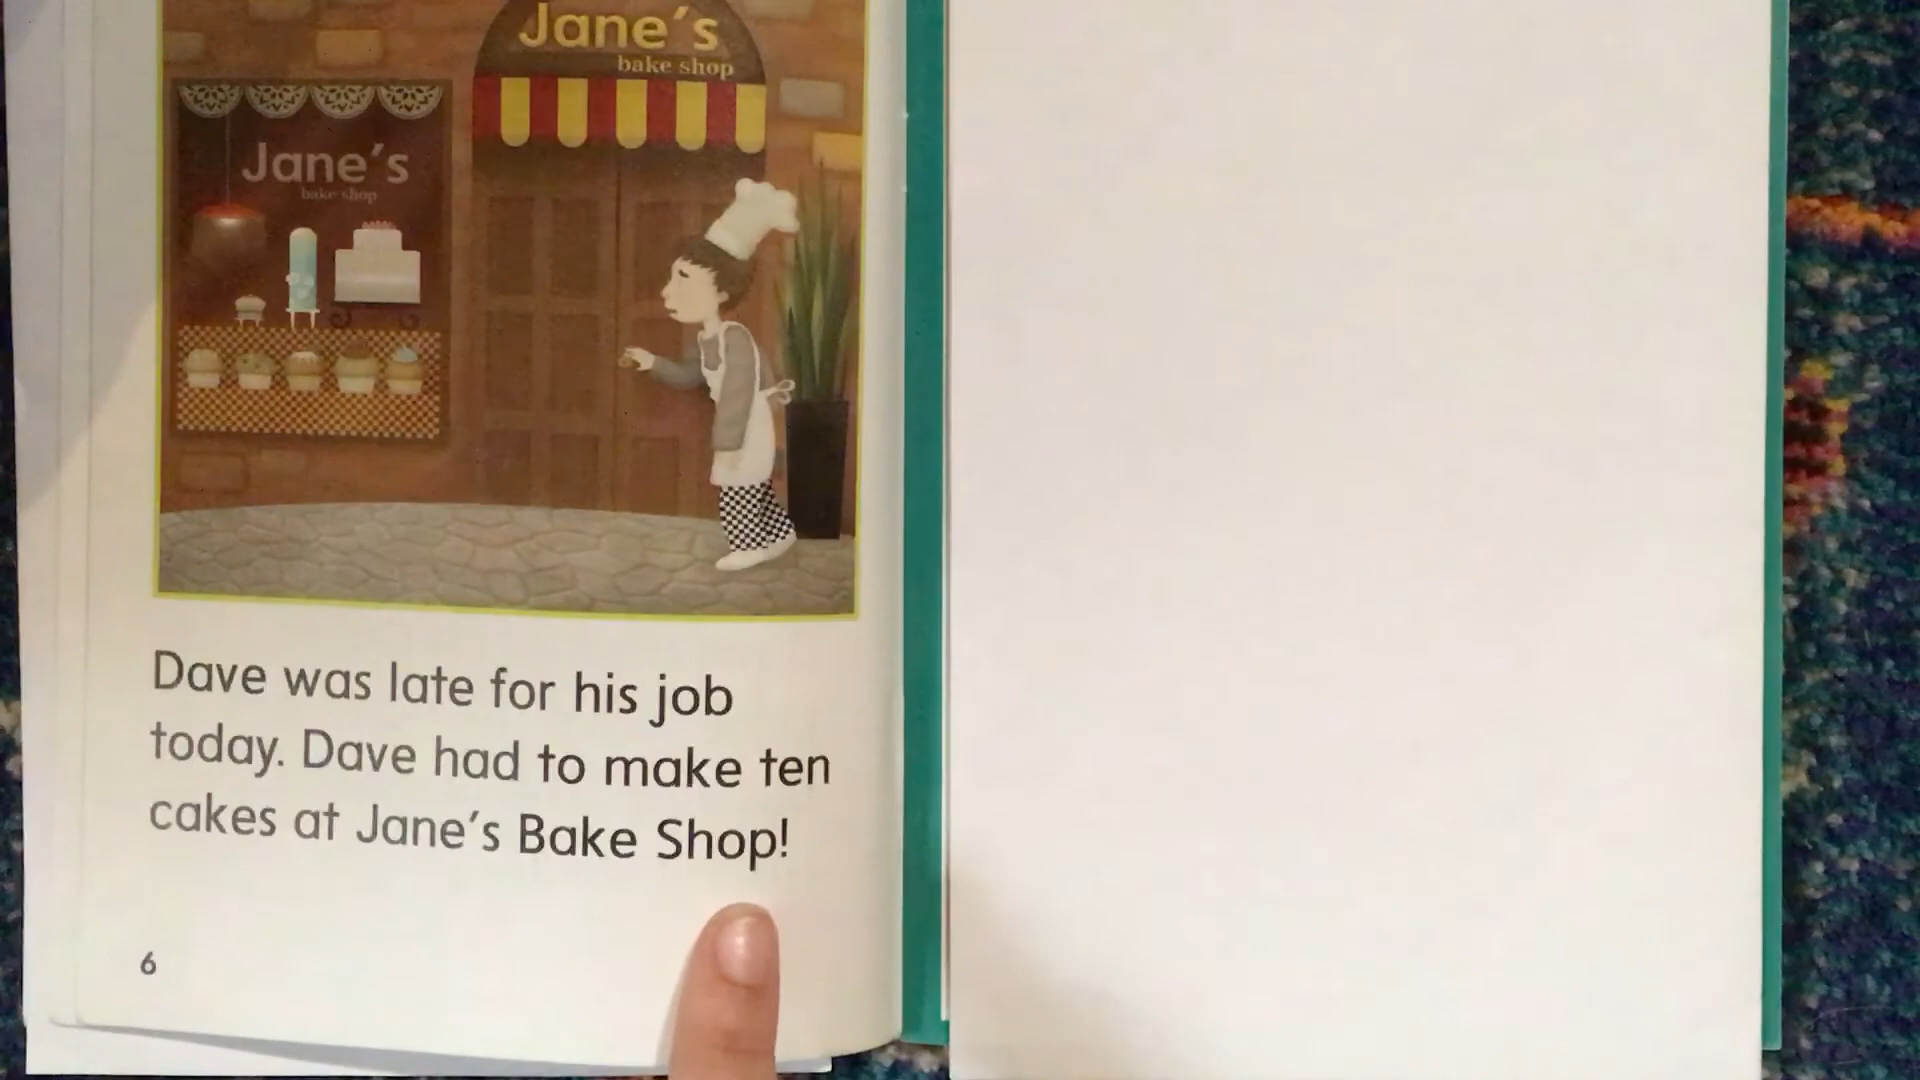 Jane's
bake shop
Jane's
bake shop
Dave was late for his job
today. Dave had to make ten
cakes at Jane's Bake Shop!
6